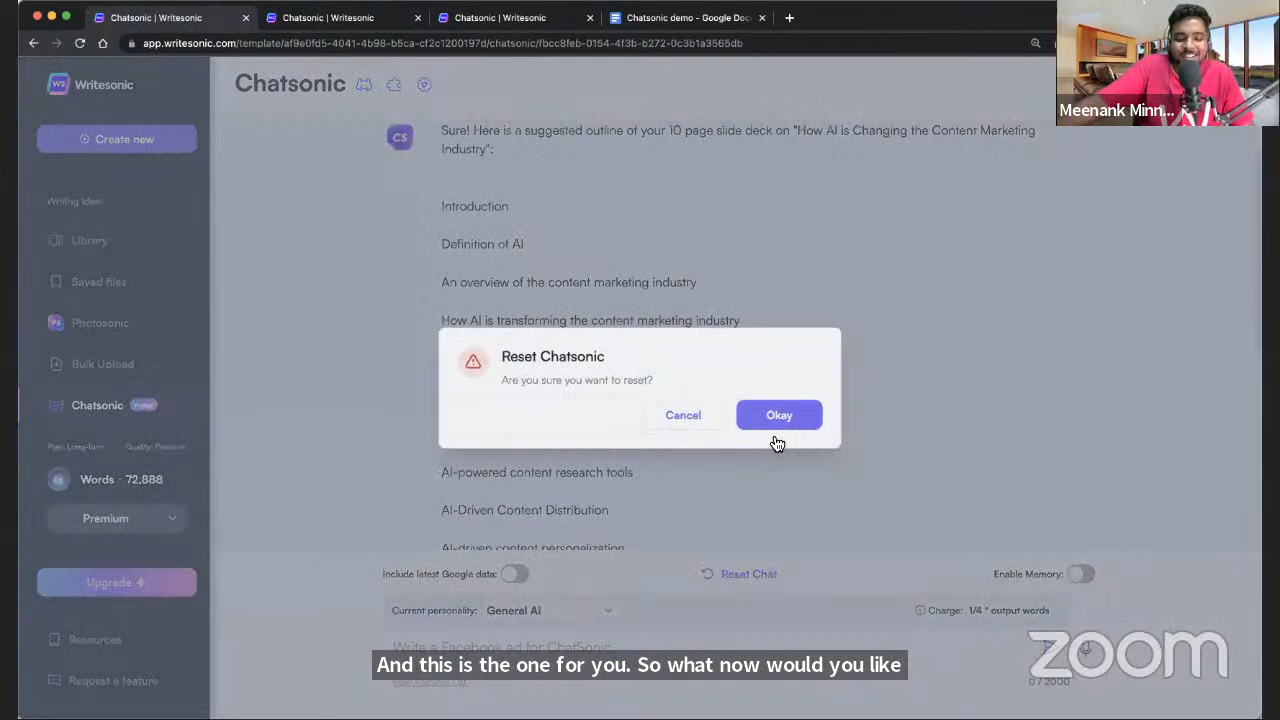 Chatsonic | Writesonic
Chatsonic | Writesonic
Chatsonic | Writesonic
Chatsonic demo - Google Doc
app.writesonic.com/template/af9e0fd5-4041-4b98-b5ca-cf2c1200197d/chatsonic/fbcc8feb-0154-4f3b-b272-0c3b1a3565db
Meenank Minn...
WS Writesonic
Chatsonic
Create new
CS
Sure! Here is a suggested outline of your 10 page slide deck on "How AI is Changing the Content Marketing
Industry":
Writing Ideas
Introduction
Library
Definition of AI
Saved files
An overview of the content marketing industry
PS Photosonic
How AI is transforming the content marketing industry
Bulk Upload
Reset Chatsonic
Are you sure you want to reset?
Cancel
Okay
Chatsonic new
Plan: Long-form Quality: Premium
Words · 72,888
AI-powered content research tools
Premium
AI-Driven Content Distribution
AI-driven content personalization
Include latest Google data:
Reset Chat
Enable Memory:
Upgrade
Current personality: General AI
Charge: 1/4 * output words
Resources
Write a Facebook ad for ChatSonic
And this is the one for you. So what now would you like
Request a feature
0 / 2000
zoom